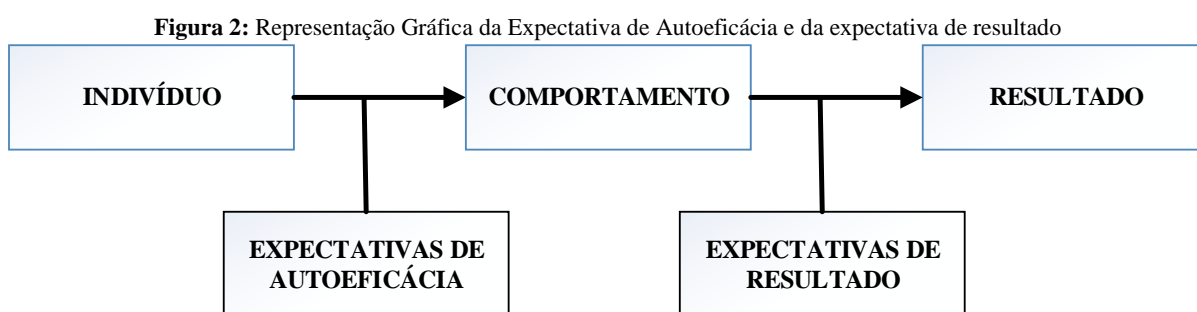 Figura 2: Representação Gráfica da Expectativa de Autoeficácia e da expectativa de resultado
INDIVÍDUO
COMPORTAMENTO
RESULTADO
EXPECTATIVAS DE
AUTOEFICÁCIA
EXPECTATIVAS DE
RESULTADO